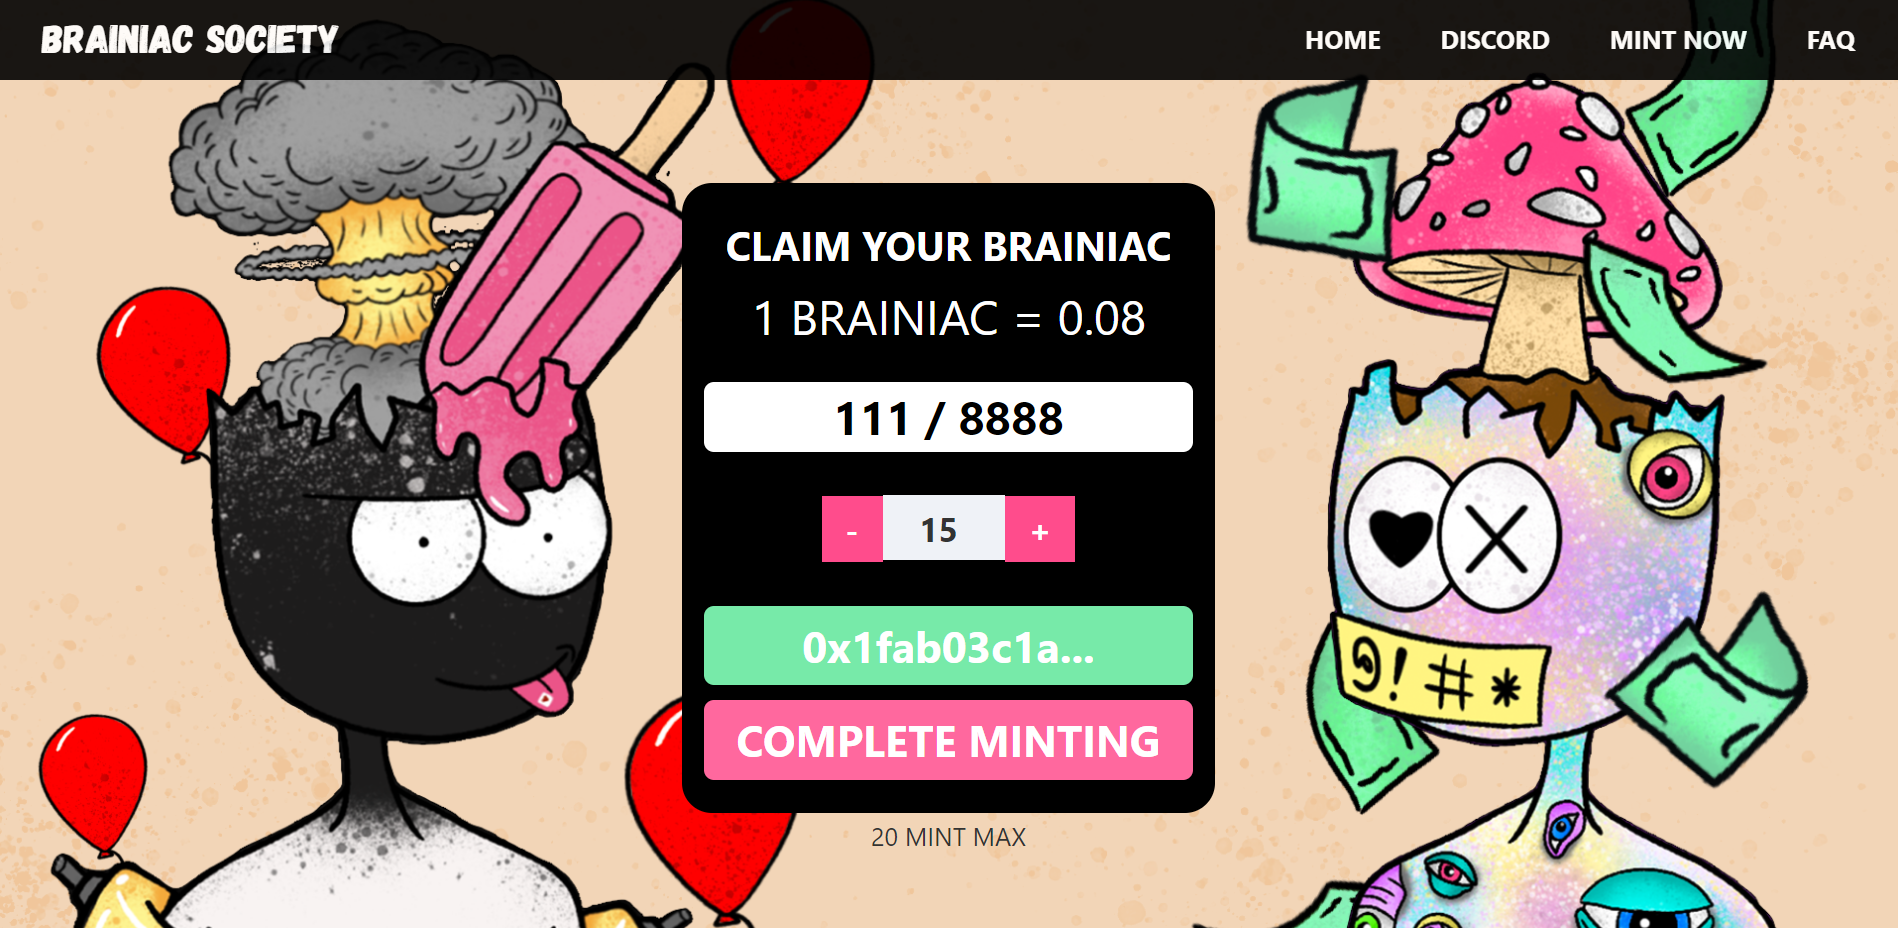 BRAINIAC SOCIETY
HOME DISCORD MINT NOW FAQ
CLAIM YOUR BRAINIAC
1 BRAINIAC = 0.08
111 / 8888
- 15 +
0x1fab03c1a...
COMPLETE MINTING
20 MINT MAX
@!#*